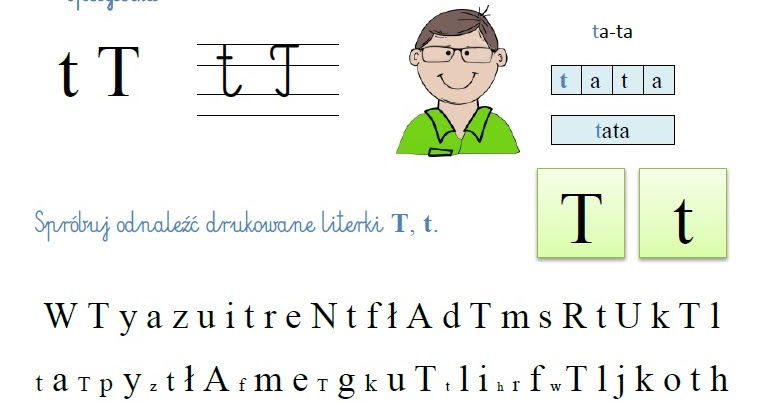 t T
t T
ta-ta
t a t a
tata
T t
Spróbuj odnaleźć drukowane literki T, t.
W T y a z u i t r e N t f ł A d T m s R t U k T l
t a T p y z t ł A f m e T g k u T t l i h r f w T l j k o t h